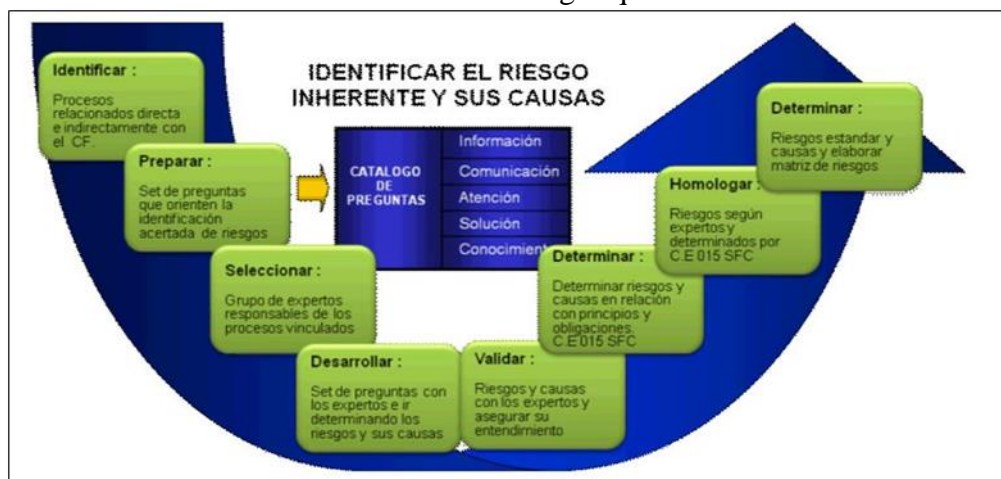 IDENTIFICAR EL RIESGO
INHERENTE Y SUS CAUSAS
Identificar :
Procesos
relacionados directa
e indirectamente con
el CF.
Preparar :
Set de preguntas
que orienten la
identificación
acertada de riesgos
CATALOGO
DE
PREGUNTAS
Información
Comunicación
Atención
Solución
Conocimient
Seleccionar :
Grupo de expertos
responsables de los
procesos vinculados
Desarrollar :
Set de preguntas con
los expertos e ir
determinando los
riesgos y sus causas
Validar :
Riesgos y causas
con los expertos y
asegurar su
entendimiento
Determinar :
Determinar riesgos y
causas en relación
con principios y
obligaciones.
C.E 015 SFC
Homologar :
Riesgos según
expertos y
determinados por
C.E 015 SFC
Determinar :
Riesgos estandar y
causas y elaborar
matriz de riesgos